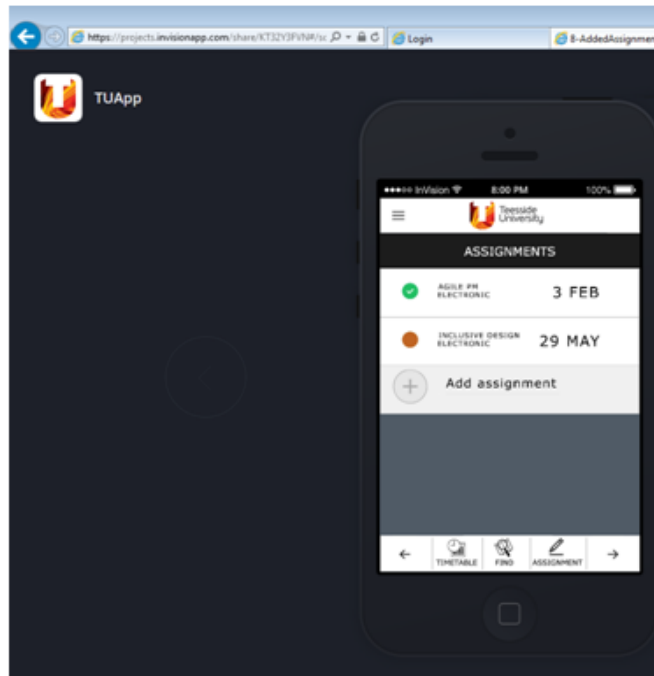 https://projects.invisionapp.com/share/KT32Y3FVN#/sc
Login
8-AddedAssignmen
TUApp
InVision 8:00 PM 100%
Teesside
University
ASSIGNMENTS
AGILE PM
ELECTRONIC
3 FEB
INCLUSIVE DESIGN
ELECTRONIC
29 MAY
Add assignment
TIMETABLE FIND ASSIGNMENT